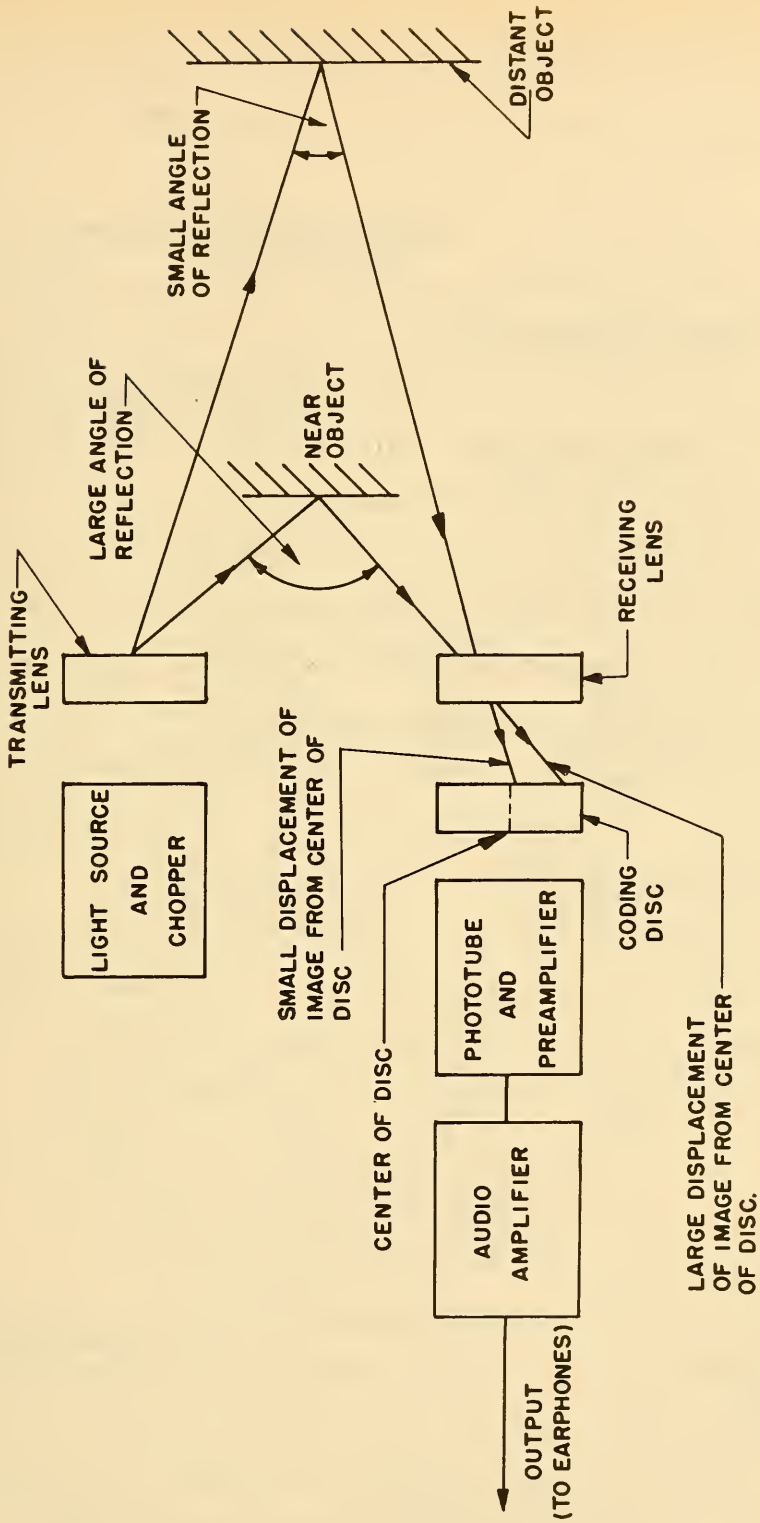 TRANSMITTING
LENS
LIGHT SOURCE
AND
CHOPPER
LARGE ANGLE OF
REFLECTION
SMALL ANGLE
OF REFLECTION
NEAR
OBJECT
DISTANT
OBJECT
SMALL DISPLACEMENT OF
IMAGE FROM CENTER OF
DISC
CENTER OF DISC
RECEIVING
LENS
CODING
DISC
PHOTOTUBE
AND
PREAMPLIFIER
AUDIO
AMPLIFIER
OUTPUT
(TO EARPHONES)
LARGE DISPLACEMENT
OF IMAGE FROM CENTER
OF DISC.